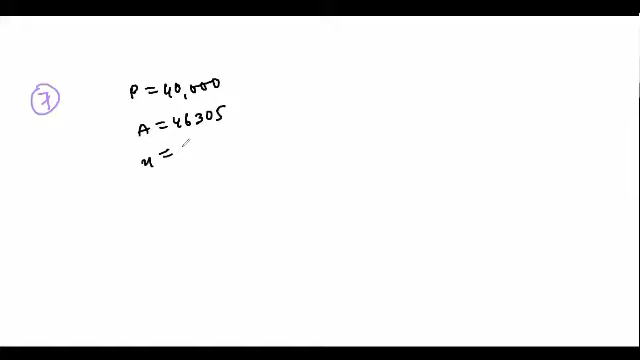 7
P = 40,000
A = 46305
n =